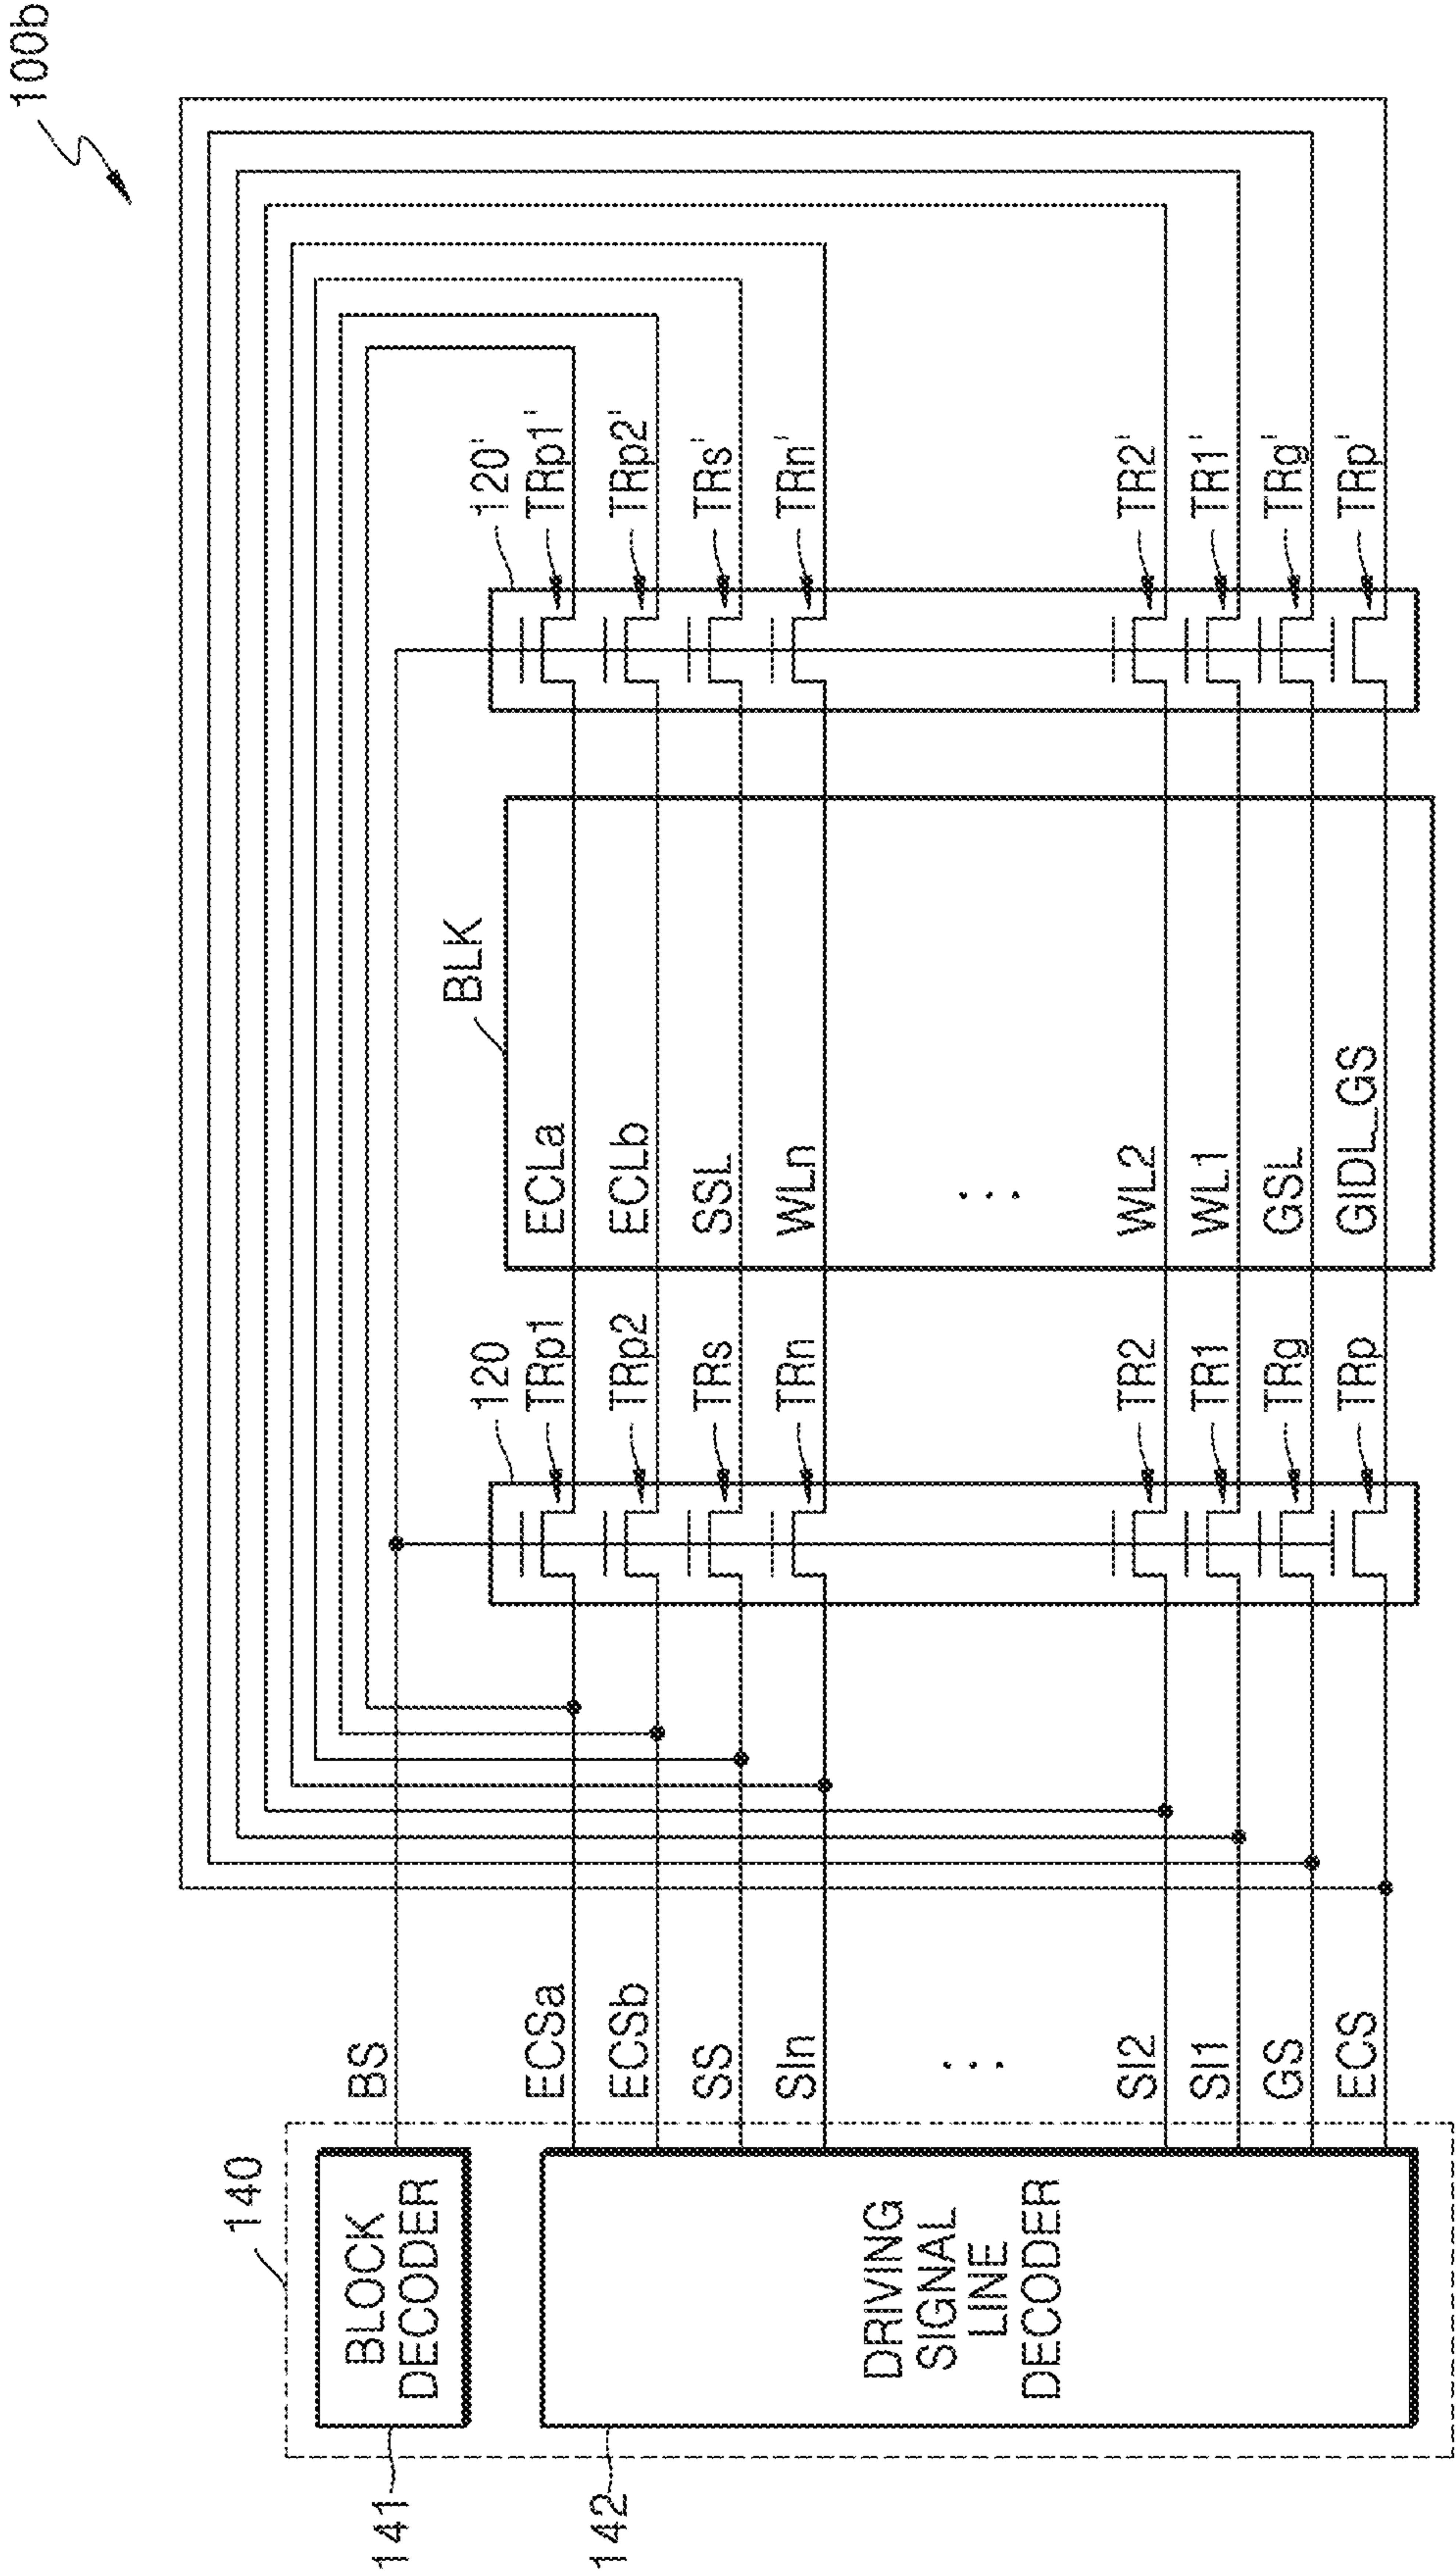 100b
140
141
BLOCK
DECODER
BS
142
DRIVING
SIGNAL
LINE
DECODER
ECSa
ECSb
SS
SIn
. . .
SI2
SI1
GS
ECS
120
TRp1
TRp2
TRs
TRn
TR2
TR1
TRg
TRp
BLK
ECLa
ECLb
SSL
WLn
. . .
WL2
WL1
GSL
GIDL_GS
120'
TRp1'
TRp2'
TRs'
TRn'
TR2'
TR1'
TRg'
TRp'